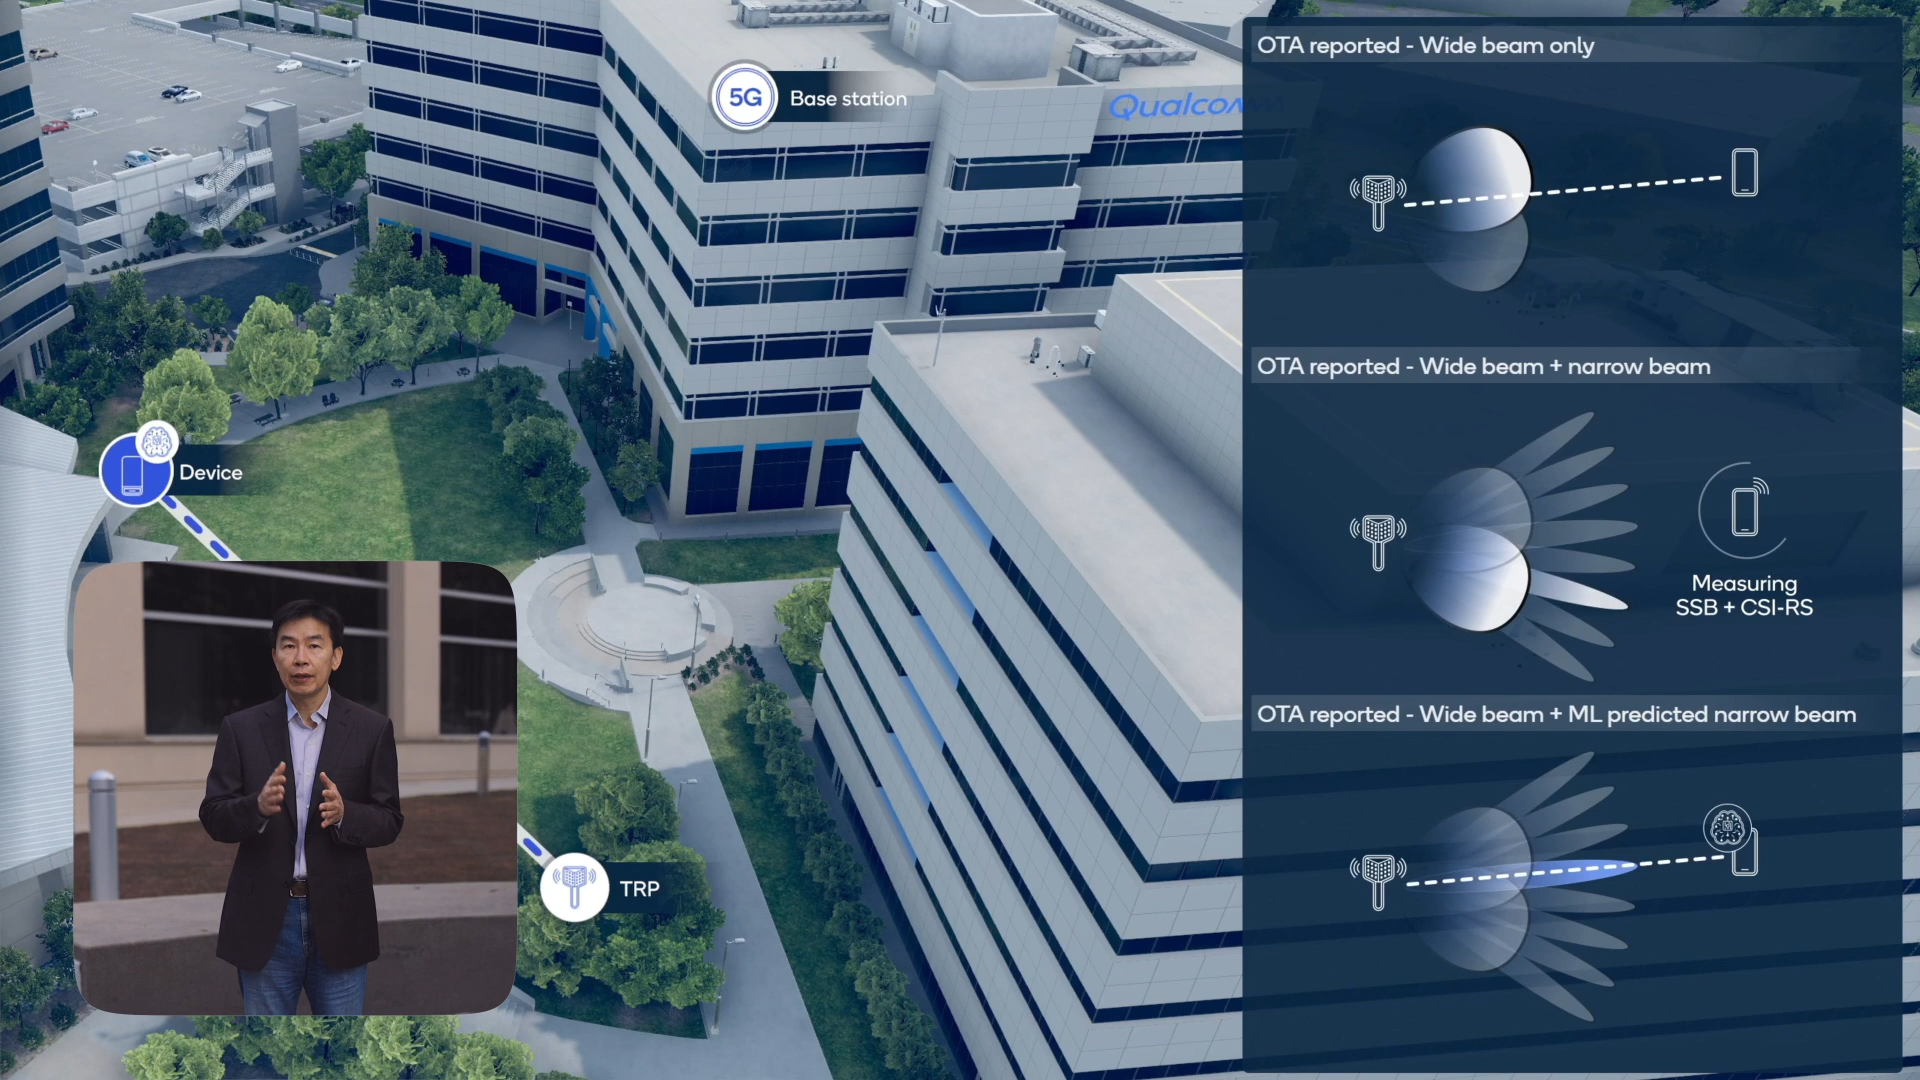 5G
Base station
Qualcomm
Device
TRP
OTA reported - Wide beam only
OTA reported - Wide beam + narrow beam
Measuring
SSB + CSI-RS
OTA reported - Wide beam + ML predicted narrow beam